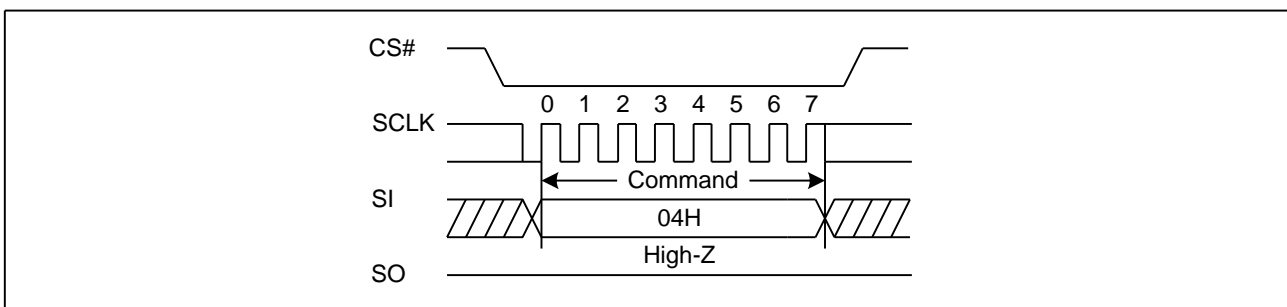 CS#
0 1 2 3 4 5 6 7
SCLK
Command
SI
04H
High-Z
SO